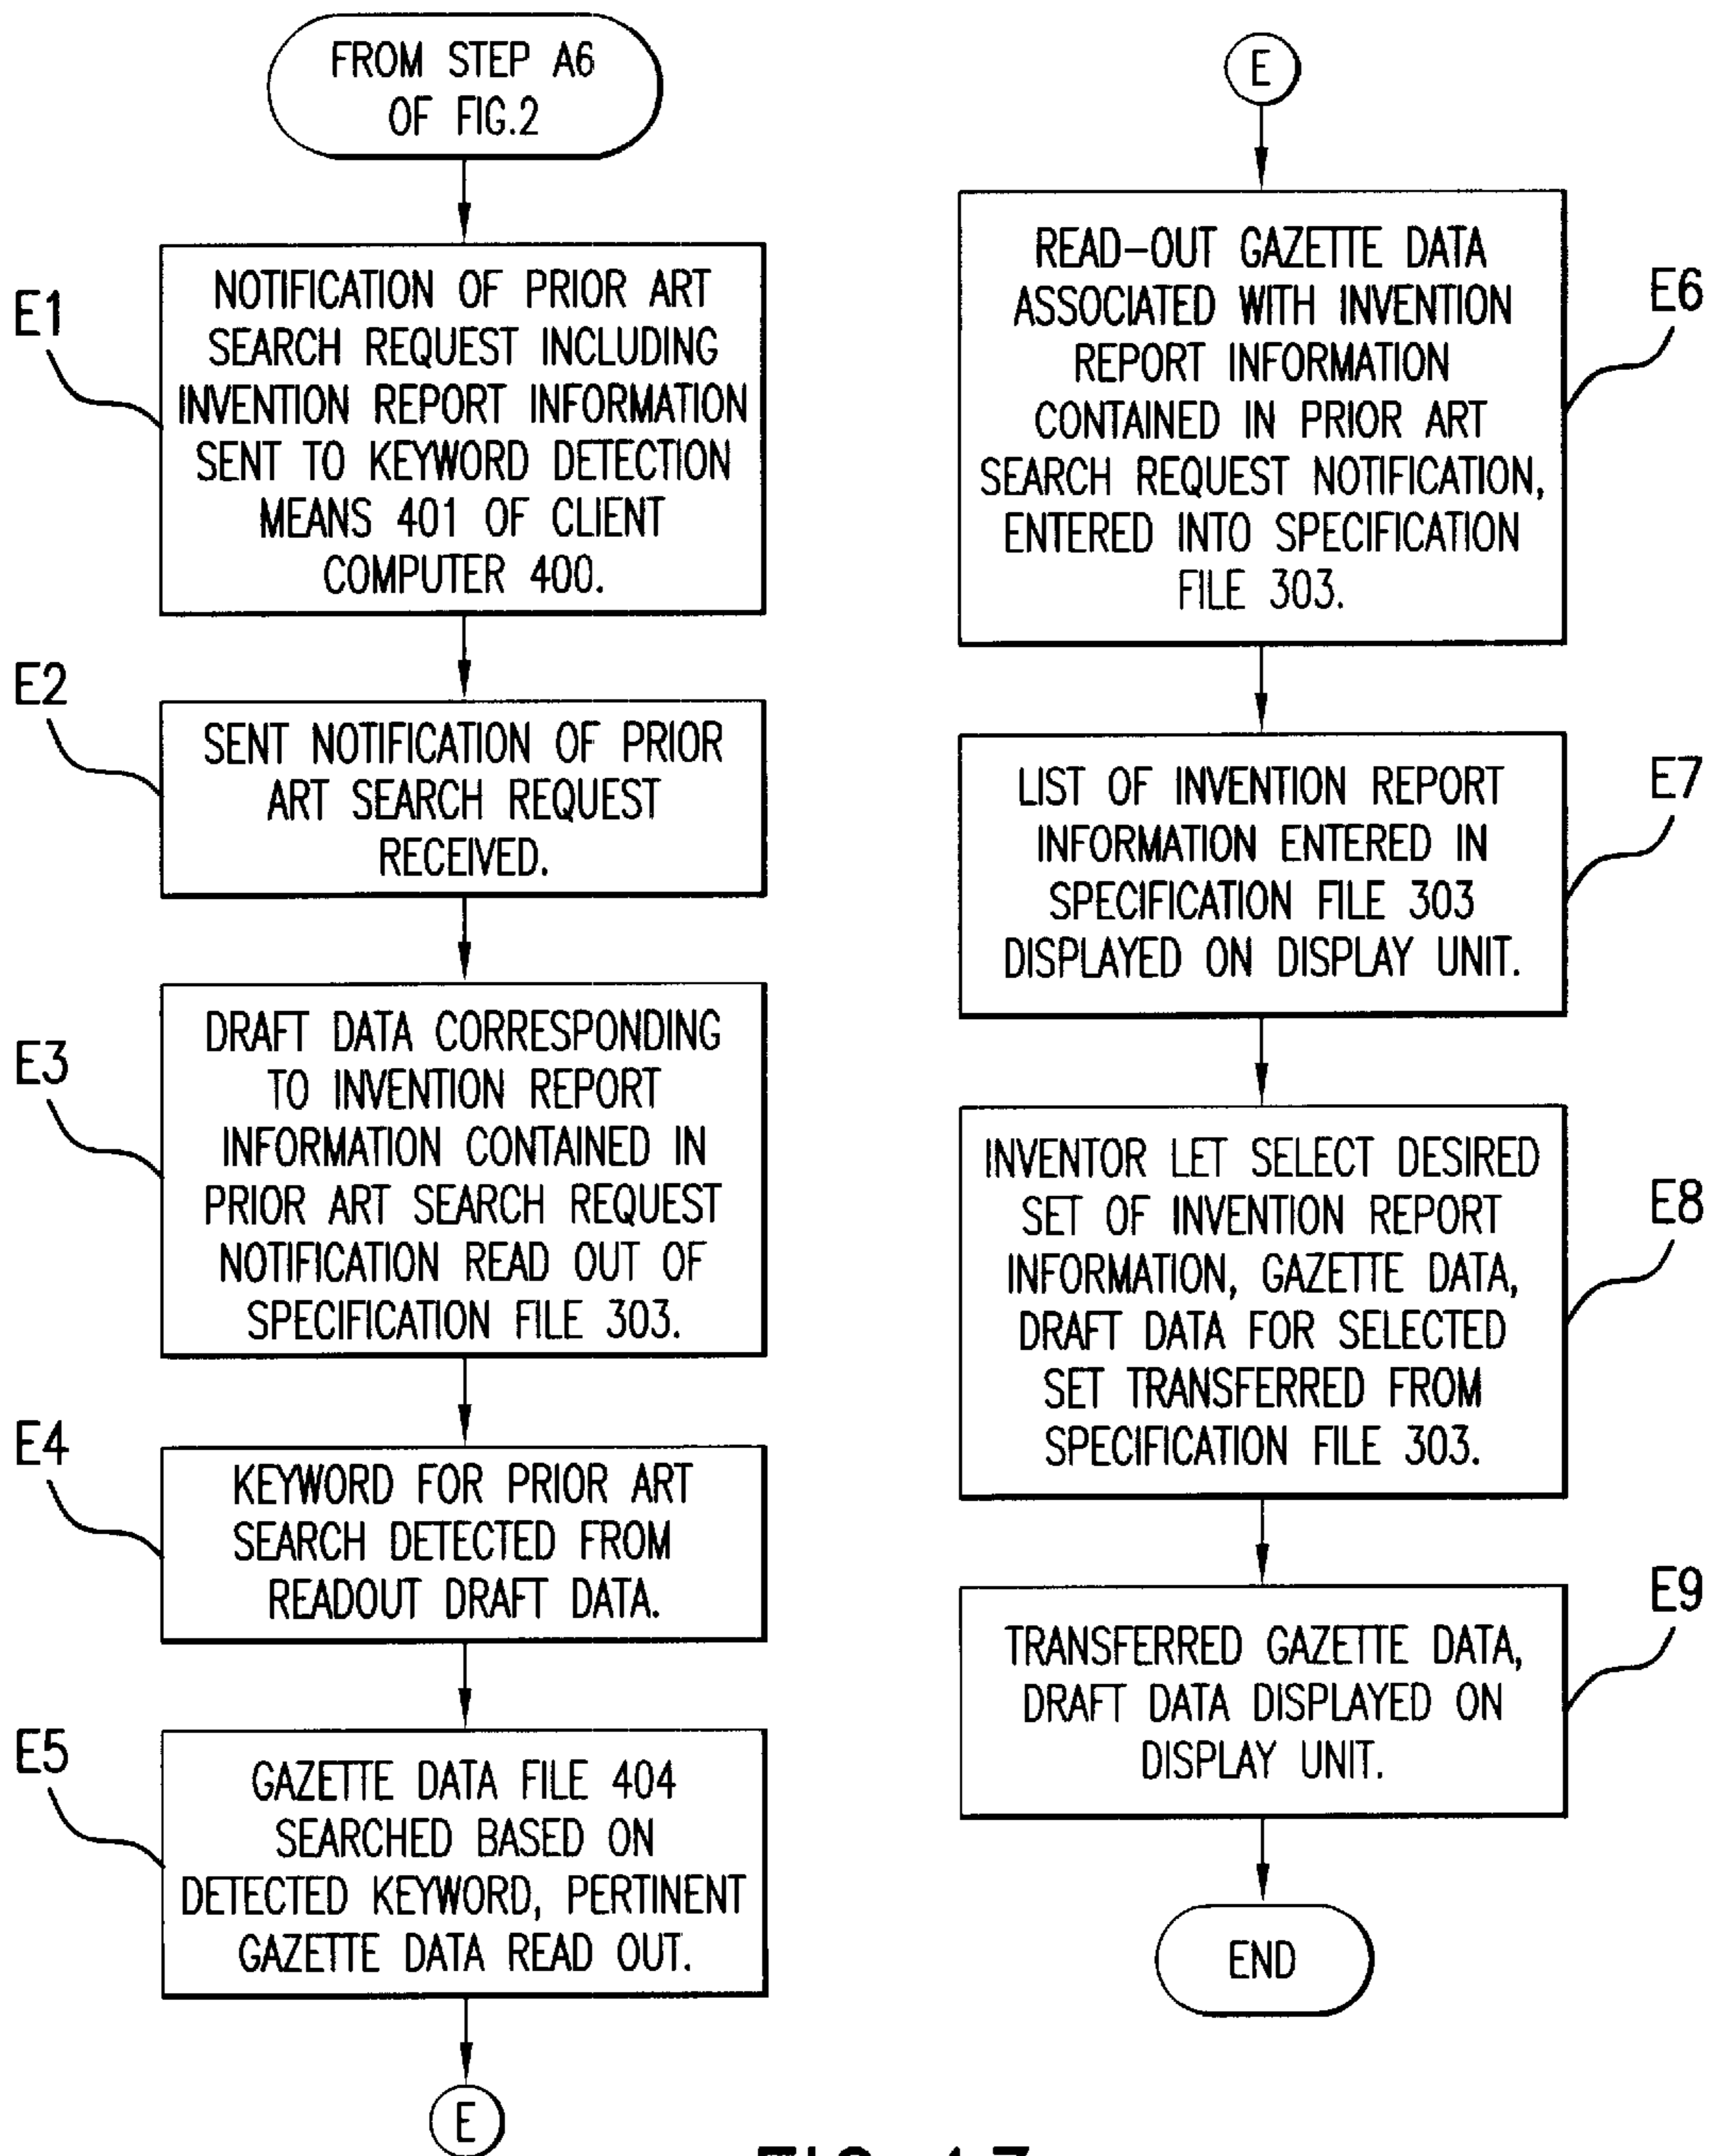 FROM STEP A6
OF FIG.2
E1
NOTIFICATION OF PRIOR ART
SEARCH REQUEST INCLUDING
INVENTION REPORT INFORMATION
SENT TO KEYWORD DETECTION
MEANS 401 OF CLIENT
COMPUTER 400.
E2
SENT NOTIFICATION OF PRIOR
ART SEARCH REQUEST
RECEIVED.
E3
DRAFT DATA CORRESPONDING
TO INVENTION REPORT
INFORMATION CONTAINED IN
PRIOR ART SEARCH REQUEST
NOTIFICATION READ OUT OF
SPECIFICATION FILE 303.
E4
KEYWORD FOR PRIOR ART
SEARCH DETECTED FROM
READOUT DRAFT DATA.
E5
GAZETTE DATA FILE 404
SEARCHED BASED ON
DETECTED KEYWORD, PERTINENT
GAZETTE DATA READ OUT.
E
E
READ-OUT GAZETTE DATA
ASSOCIATED WITH INVENTION
REPORT INFORMATION
CONTAINED IN PRIOR ART
SEARCH REQUEST NOTIFICATION,
ENTERED INTO SPECIFICATION
FILE 303.
E6
LIST OF INVENTION REPORT
INFORMATION ENTERED IN
SPECIFICATION FILE 303
DISPLAYED ON DISPLAY UNIT.
E7
INVENTOR LET SELECT DESIRED
SET OF INVENTION REPORT
INFORMATION, GAZETTE DATA,
DRAFT DATA FOR SELECTED
SET TRANSFERRED FROM
SPECIFICATION FILE 303.
E8
TRANSFERRED GAZETTE DATA,
DRAFT DATA DISPLAYED ON
DISPLAY UNIT.
E9
END